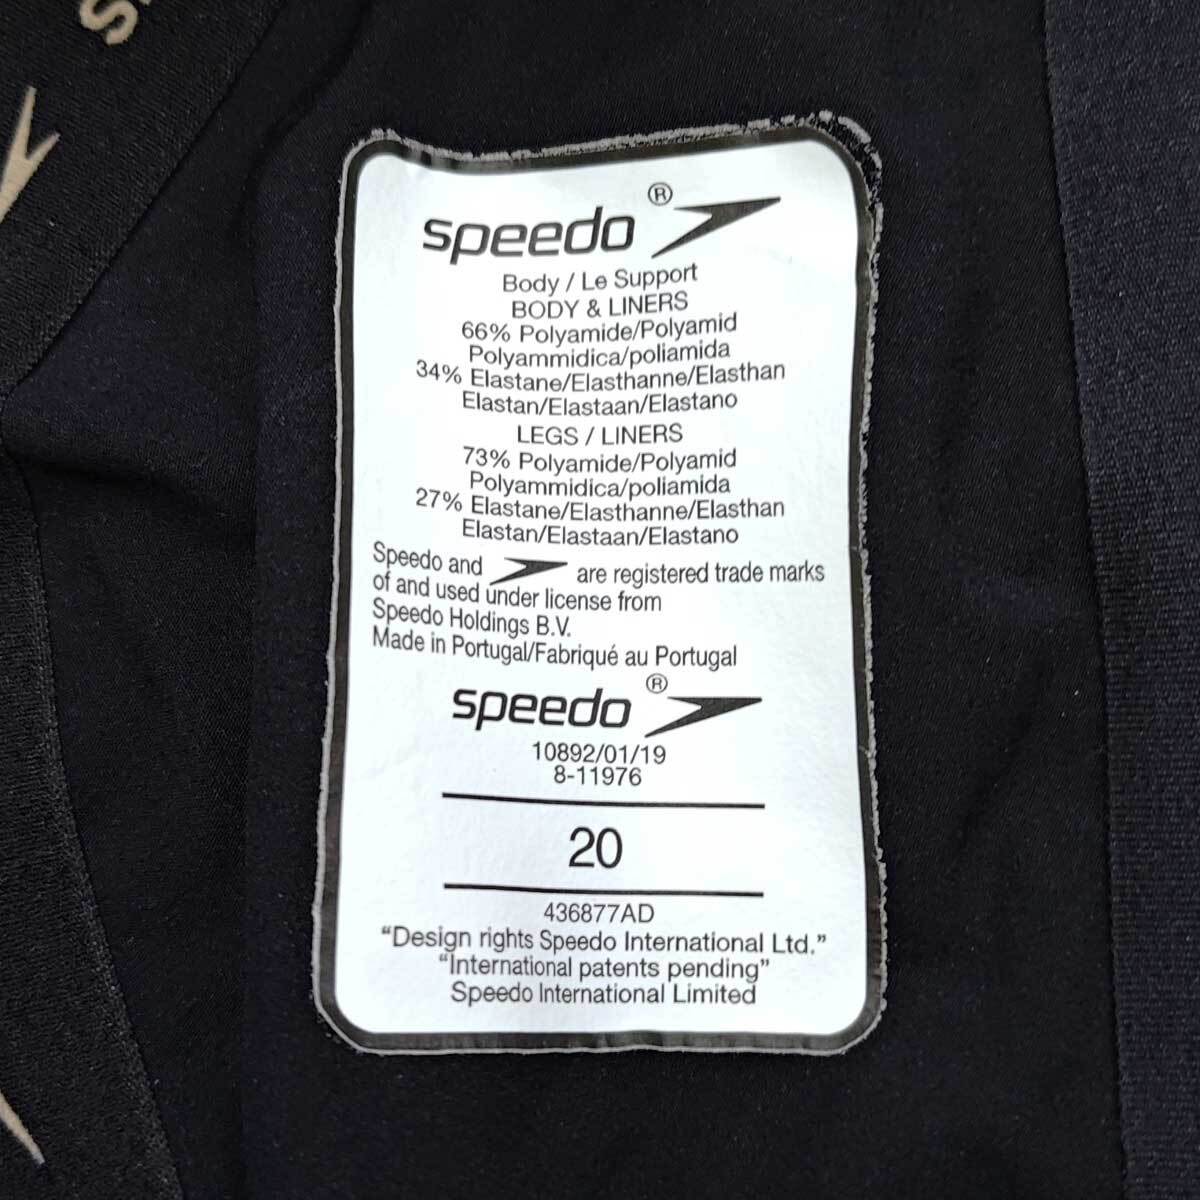 speedo®
Body / Le Support
BODY & LINERS
66% Polyamide/Polyamid
Polyammidica/poliamida
34% Elastane/Elasthanne/Elasthan
Elastan/Elastaan/Elastano
LEGS / LINERS
73% Polyamide/Polyamid
Polyammidica/poliamida
27% Elastane/Elasthanne/Elasthan
Elastan/Elastaan/Elastano
Speedo and are registered trade marks
of and used under license from
Speedo Holdings B.V.
Made in Portugal/Fabriqué au Portugal
speedo®
10892/01/19
8-11976
20
436877AD
“Design rights Speedo International Ltd.”
“International patents pending”
Speedo International Limited